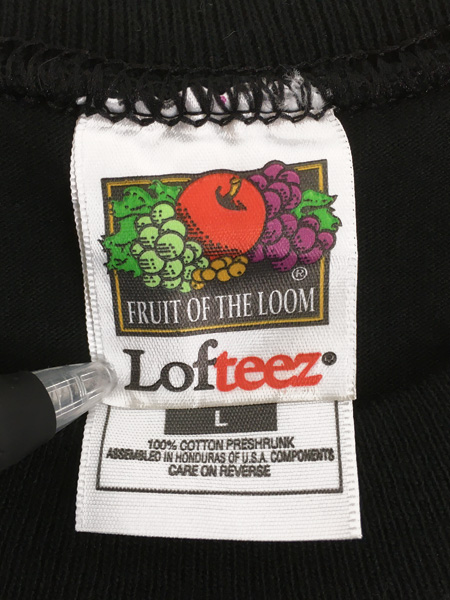 ®
FRUIT OF THE LOOM
Lofteez®
L
100% COTTON PRESHRUNK
ASSEMBLED IN HONDURAS OF U.S.A. COMPONENTS
CARE ON REVERSE